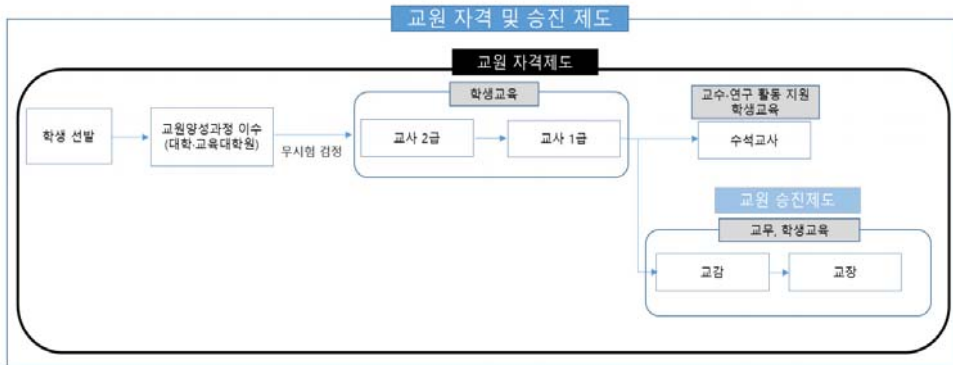 교원 자격 및 승진 제도
교원 자격제도
학생 선발
교원양성과정 이수
(대학·교육대학원)
무시험 검정
학생교육
교사 2급
교사 1급
교수·연구 활동 지원
학생교육
수석교사
교원 승진제도
교무, 학생교육
교감
교장